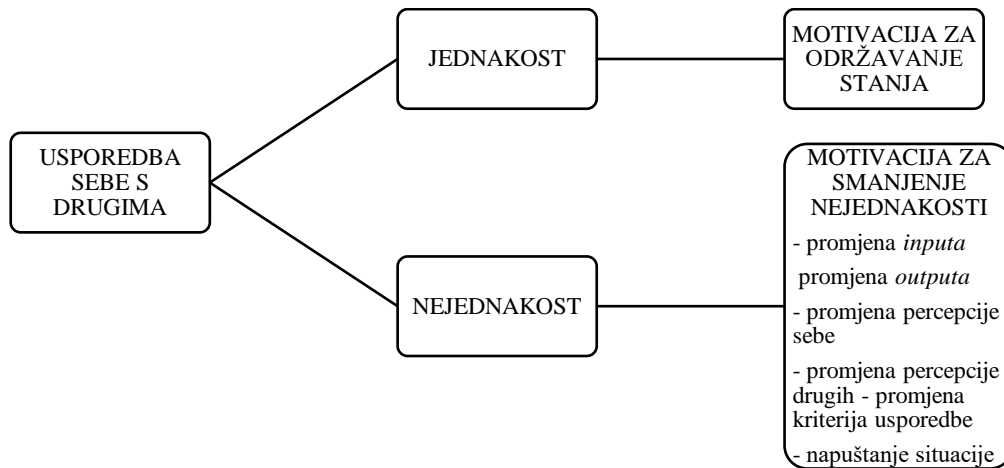 USPOREDBA
SEBE S
DRUGIMA
JEDNAKOST
MOTIVACIJA ZA
ODRŽAVANJE
STANJA
NEJEDNAKOST
MOTIVACIJA ZA
SMANJENJE
NEJEDNAKOSTI
- promjena inputa
promjena outputa
- promjena percepcije
sebe
- promjena percepcije
drugih - promjena
kriterija usporedbe
- napuštanje situacije